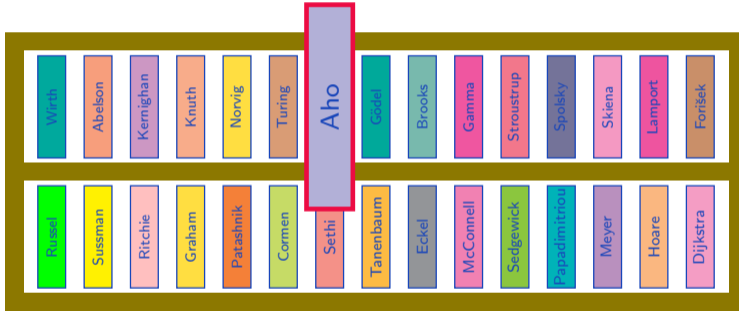 Wirth
Abelson
Kernighan
Knuth
Norvig
Turing
Aho
Gödel
Brooks
Gamma
Stroustrup
Spolsky
Skiena
Lamport
Forišek
Russel
Sussman
Ritchie
Graham
Patashnik
Cormen
Sethi
Tanenbaum
Eckel
McConnell
Sedgewick
Papadimitriou
Meyer
Hoare
Dijkstra